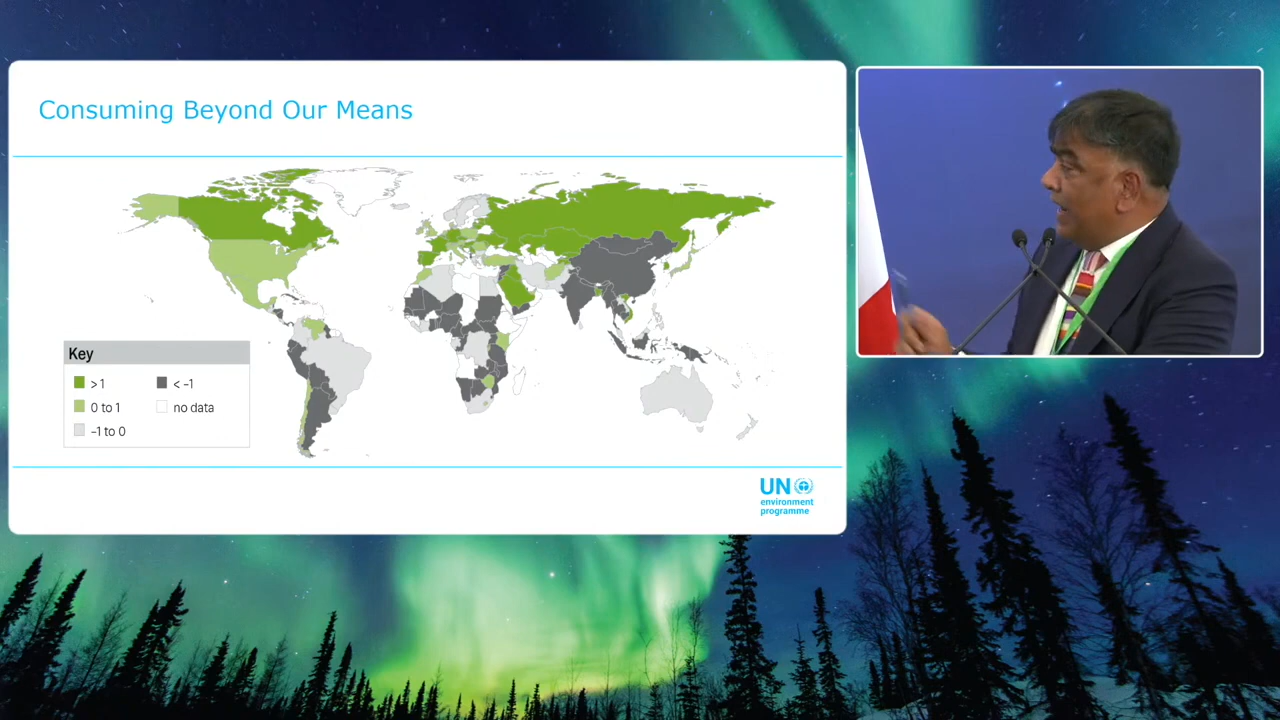 Consuming Beyond Our Means
Key
> 1
< –1
0 to 1
no data
–1 to 0
UN
environment
programme